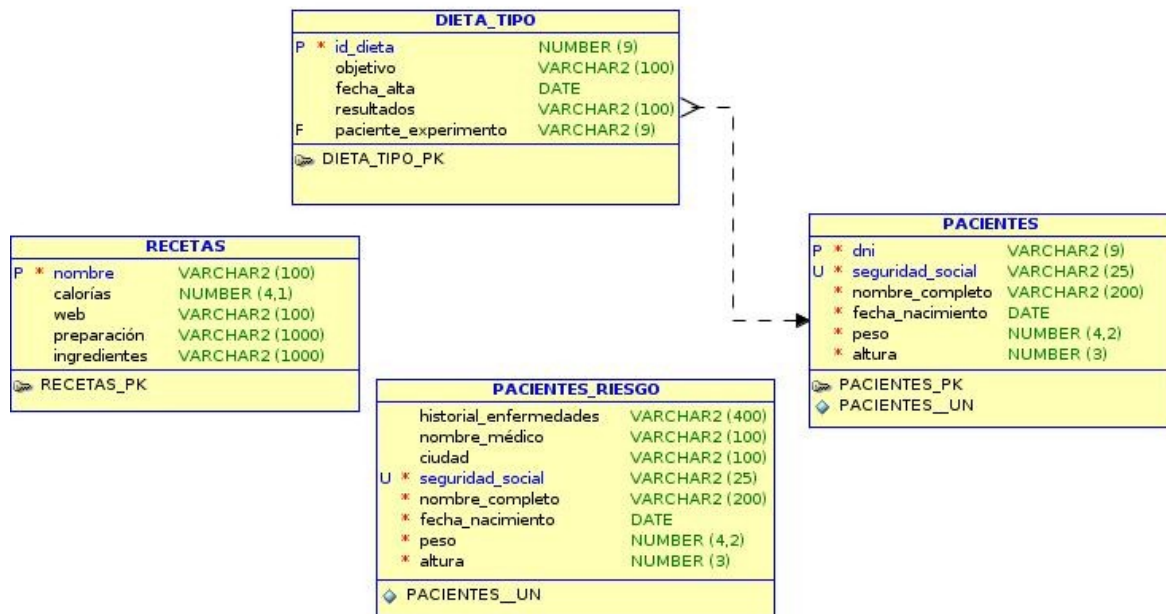 DIETA_TIPO
P * id_dieta NUMBER (9)
objetivo VARCHAR2 (100)
fecha_alta DATE
resultados VARCHAR2 (100)
F paciente_experimento VARCHAR2 (9)
DIETA_TIPO_PK
RECETAS
P * nombre VARCHAR2 (100)
calorías NUMBER (4,1)
web VARCHAR2 (100)
preparación VARCHAR2 (1000)
ingredientes VARCHAR2 (1000)
RECETAS_PK
PACIENTES
P * dni VARCHAR2 (9)
U * seguridad_social VARCHAR2 (25)
* nombre_completo VARCHAR2 (200)
* fecha_nacimiento DATE
* peso NUMBER (4,2)
* altura NUMBER (3)
PACIENTES_PK
PACIENTES__UN
PACIENTES_RIESGO
historial_enfermedades VARCHAR2 (400)
nombre_médico VARCHAR2 (100)
ciudad VARCHAR2 (100)
U * seguridad_social VARCHAR2 (25)
* nombre_completo VARCHAR2 (200)
* fecha_nacimiento DATE
* peso NUMBER (4,2)
* altura NUMBER (3)
PACIENTES__UN